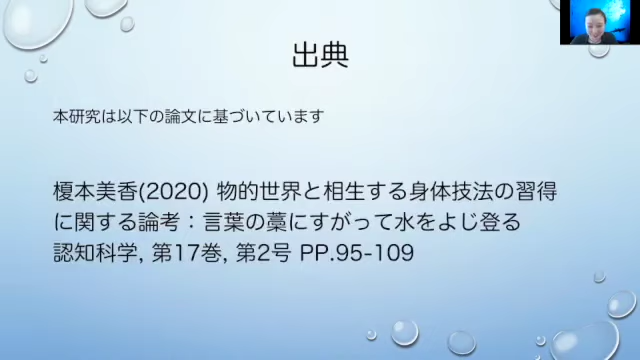 出典
本研究は以下の論文に基づいています
榎本美香(2020) 物的世界と相生する身体技法の習得
に関する論考：言葉の藁にすがって水をよじ登る
認知科学, 第17巻, 第2号 PP.95-109